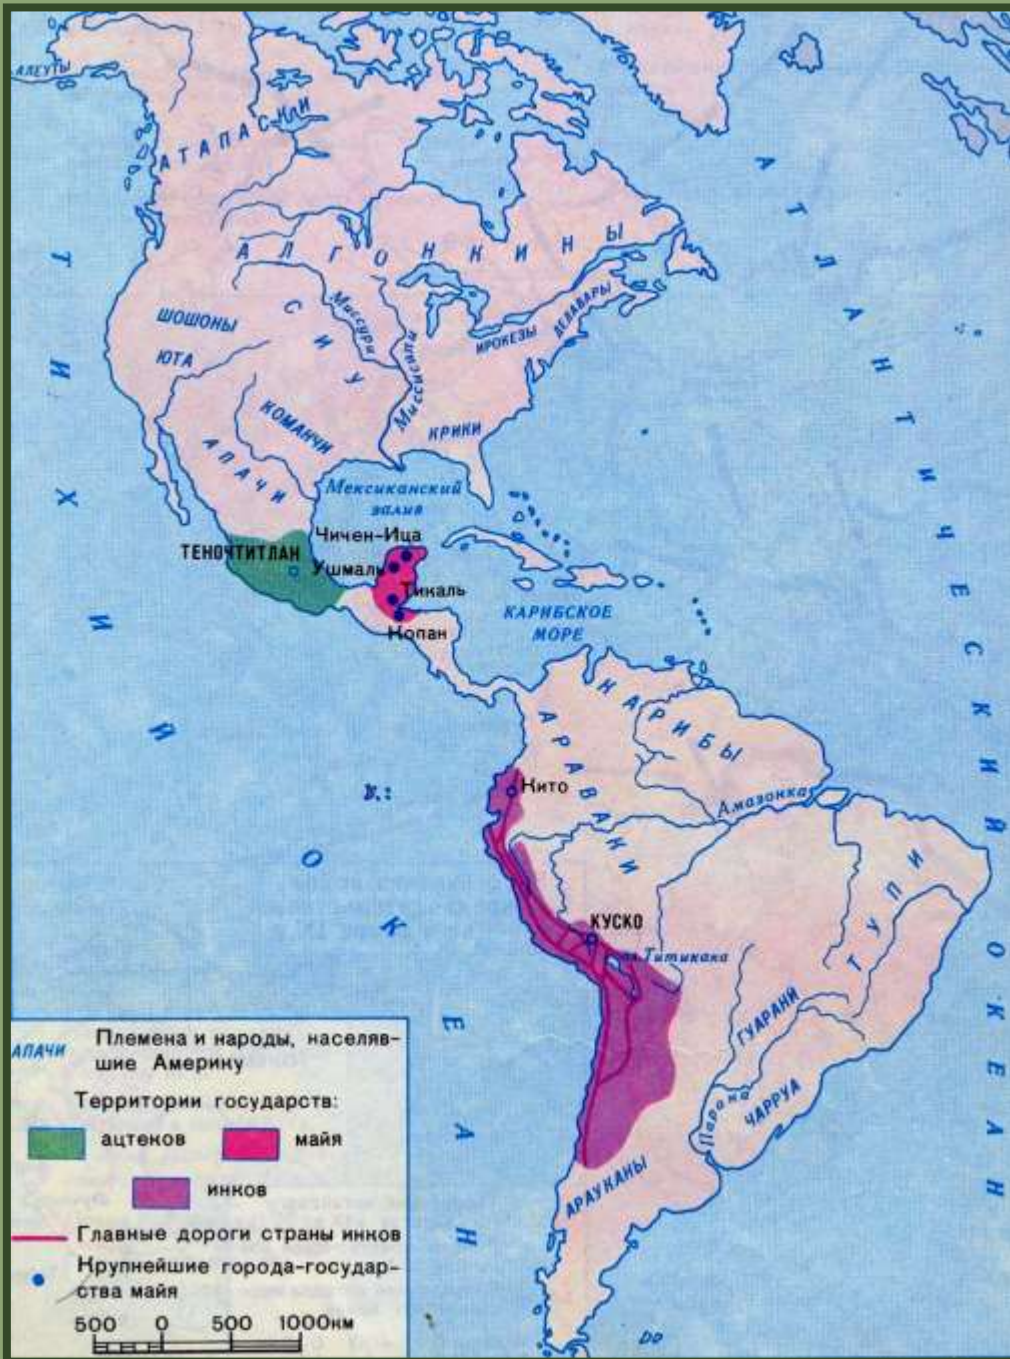 АЛЕУТЫ
АТАПАСКИ
АЛГОНКИНЫ
СИУ
Миссури
Миссисипи
ШОШОНЫ
ЮТА
ИРОКЕЗЫ
ДЕЛАВАРЫ
КОМАНЧИ
КРИКИ
АПАЧИ
Мексиканский
залив
ТЕНОЧТИТЛАН
Чичен-Ица
Ушмаль
Тикаль
Копан
КАРИБСКОЕ
МОРЕ
КАРИБЫ
АРАВАКИ
Кито
Амазонка
ТУПИ
КУСКО
оз. Титикака
ГУАРАНИ
Парана
ЧАРРУА
АРАУКАНЫ
ТИХИЙ ОКЕАН
АТЛАНТИЧЕСКИЙ ОКЕАН
АПАЧИ Племена и народы, населяв-
шие Америку
Территории государств:
ацтеков майя
инков
Главные дороги страны инков
Крупнейшие города-государ-
ства майя
500 0 500 1000км